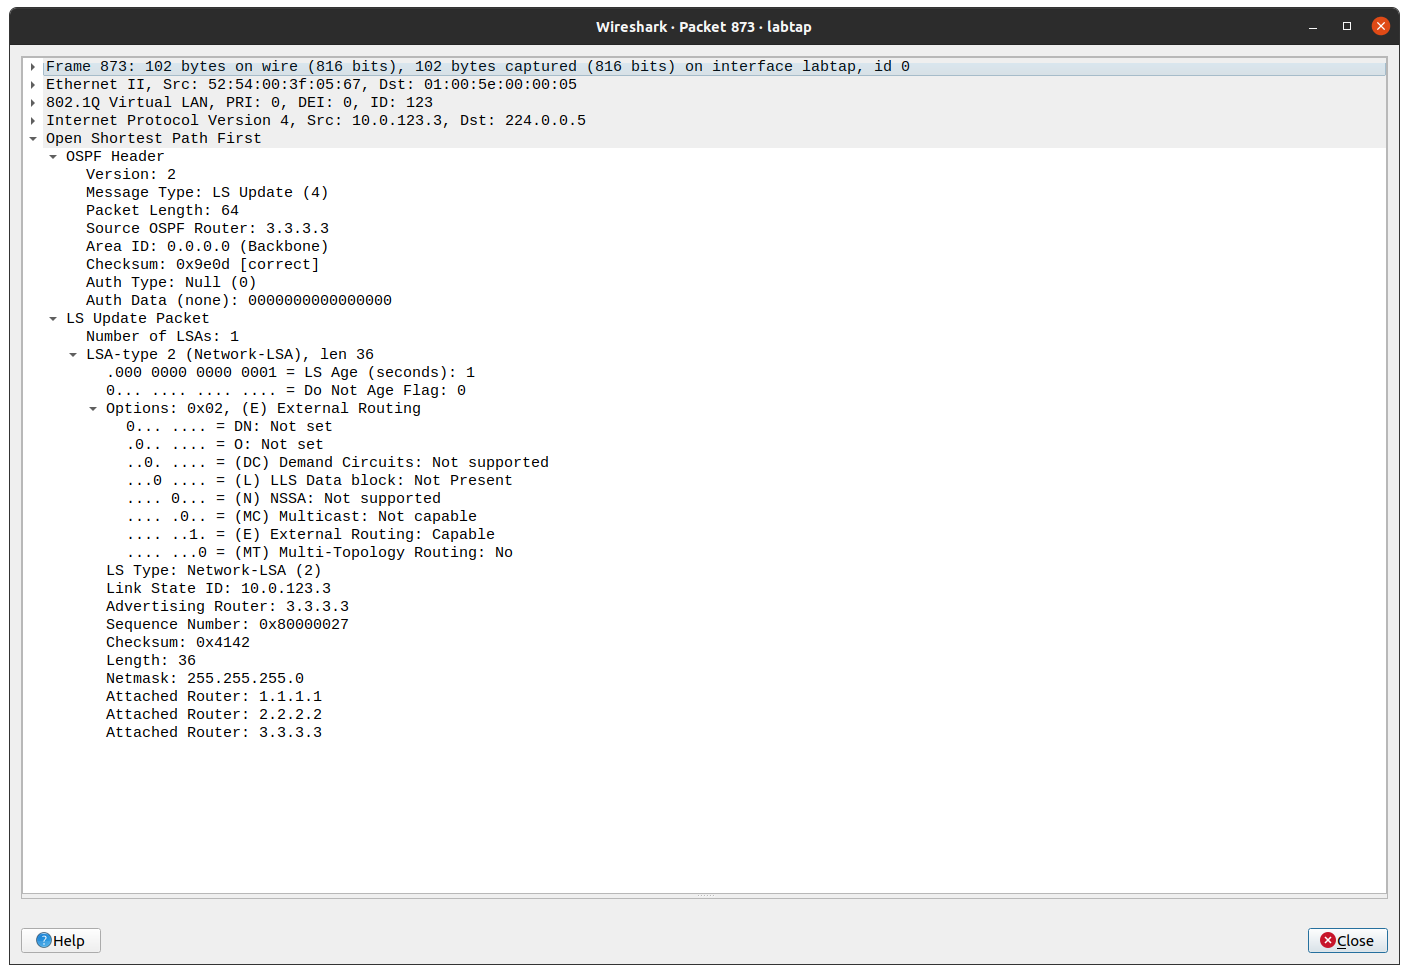 Wireshark · Packet 873 · labtap
Frame 873: 102 bytes on wire (816 bits), 102 bytes captured (816 bits) on interface labtap, id 0
Ethernet II, Src: 52:54:00:3f:05:67, Dst: 01:00:5e:00:00:05
802.1Q Virtual LAN, PRI: 0, DEI: 0, ID: 123
Internet Protocol Version 4, Src: 10.0.123.3, Dst: 224.0.0.5
Open Shortest Path First
OSPF Header
Version: 2
Message Type: LS Update (4)
Packet Length: 64
Source OSPF Router: 3.3.3.3
Area ID: 0.0.0.0 (Backbone)
Checksum: 0x9e0d [correct]
Auth Type: Null (0)
Auth Data (none): 0000000000000000
LS Update Packet
Number of LSAs: 1
LSA-type 2 (Network-LSA), len 36
.000 0000 0000 0001 = LS Age (seconds): 1
0... .... .... .... = Do Not Age Flag: 0
Options: 0x02, (E) External Routing
0... .... = DN: Not set
.0.. .... = O: Not set
..0. .... = (DC) Demand Circuits: Not supported
...0 .... = (L) LLS Data block: Not Present
.... 0... = (N) NSSA: Not supported
.... .0.. = (MC) Multicast: Not capable
.... ..1. = (E) External Routing: Capable
.... ...0 = (MT) Multi-Topology Routing: No
LS Type: Network-LSA (2)
Link State ID: 10.0.123.3
Advertising Router: 3.3.3.3
Sequence Number: 0x80000027
Checksum: 0x4142
Length: 36
Netmask: 255.255.255.0
Attached Router: 1.1.1.1
Attached Router: 2.2.2.2
Attached Router: 3.3.3.3
Help
Close